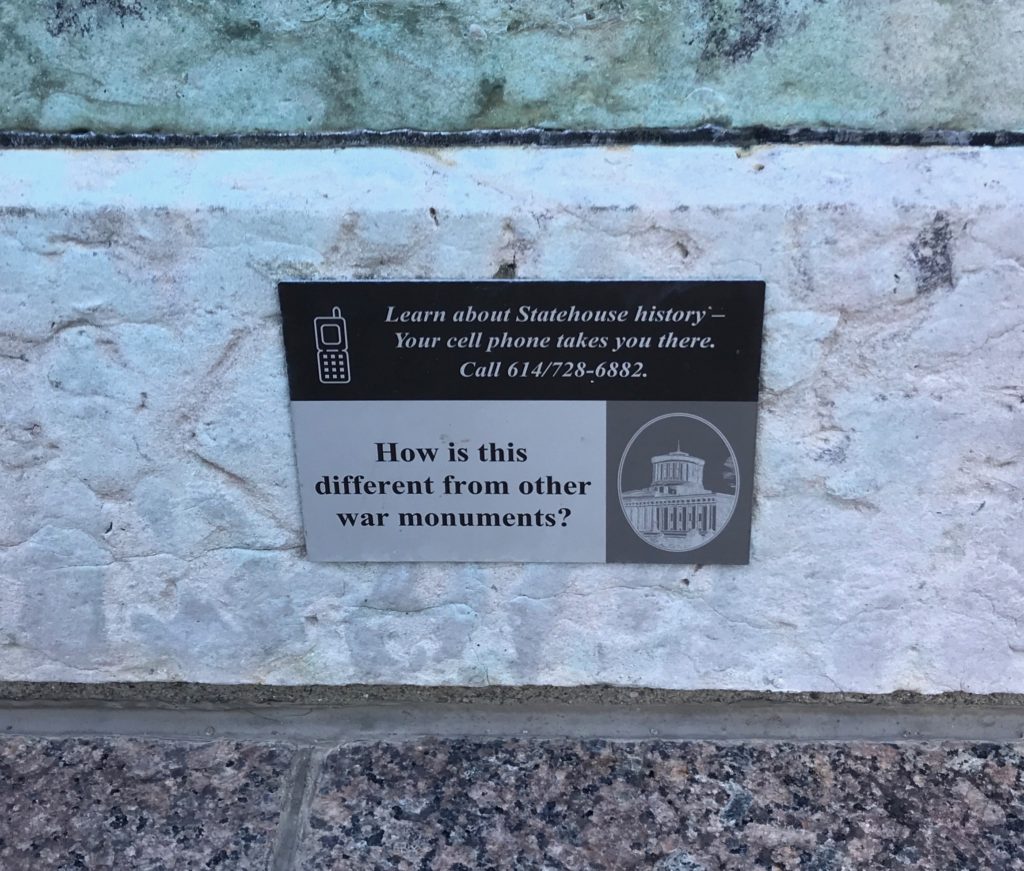 Learn about Statehouse history –
Your cell phone takes you there.
Call 614/728-6882.
How is this
different from other
war monuments?